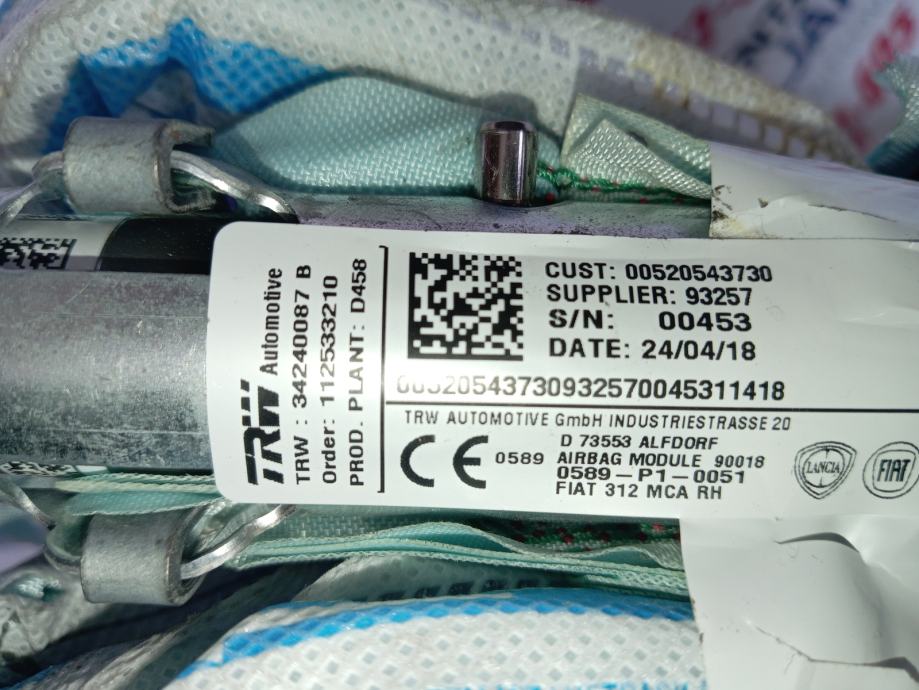 TRW Automotive
TRW : 34240087 B
Order: 112533210
PROD. PLANT: D458
CUST: 00520543730
SUPPLIER: 93257
S/N: 00453
DATE: 24/04/18
00520543730932570045311418
TRW AUTOMOTIVE GmbH INDUSTRIESTRASSE 20
D 73553 ALFDORF
CE 0589 AIRBAG MODULE 90018
0589-P1-0051
FIAT 312 MCA RH
LANCIA
FIAT